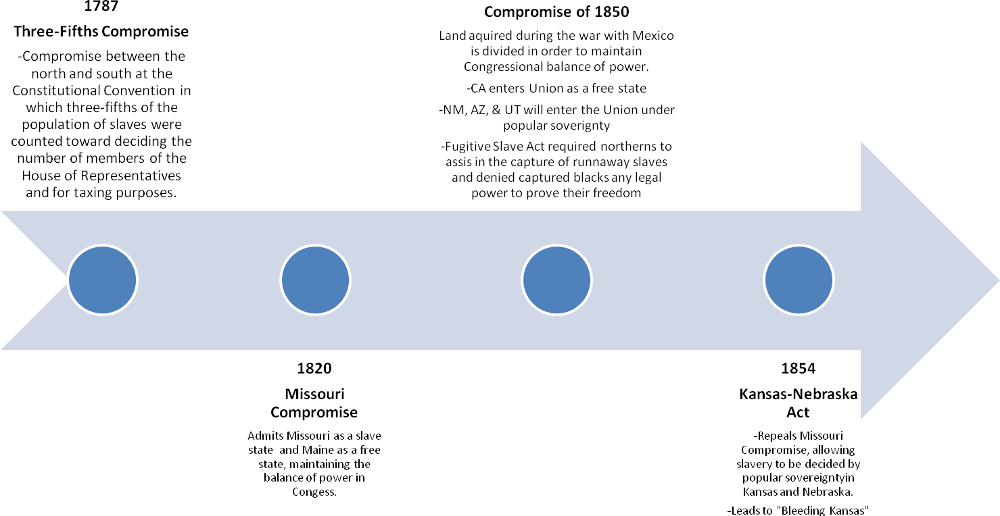 1787
Three-Fifths Compromise
-Compromise between the
north and south at the
Constitutional Convention in
which three-fifths of the
population of slaves were
counted toward deciding the
number of members of the
House of Representatives
and for taxing purposes.
1820
Missouri
Compromise
Admits Missouri as a slave
state and Maine as a free
state, maintaining the
balance of power in
Congess.
Compromise of 1850
Land aquired during the war with Mexico
is divided in order to maintain
Congressional balance of power.
-CA enters Union as a free state
-NM, AZ, & UT will enter the Union under
popular soverignty
-Fugitive Slave Act required northerns to
assis in the capture of runnaway slaves
and denied captured blacks any legal
power to prove their freedom
1854
Kansas-Nebraska
Act
-Repeals Missouri
Compromise, allowing
slavery to be decided by
popular sovereigntyin
Kansas and Nebraska.
-Leads to "Bleeding Kansas"